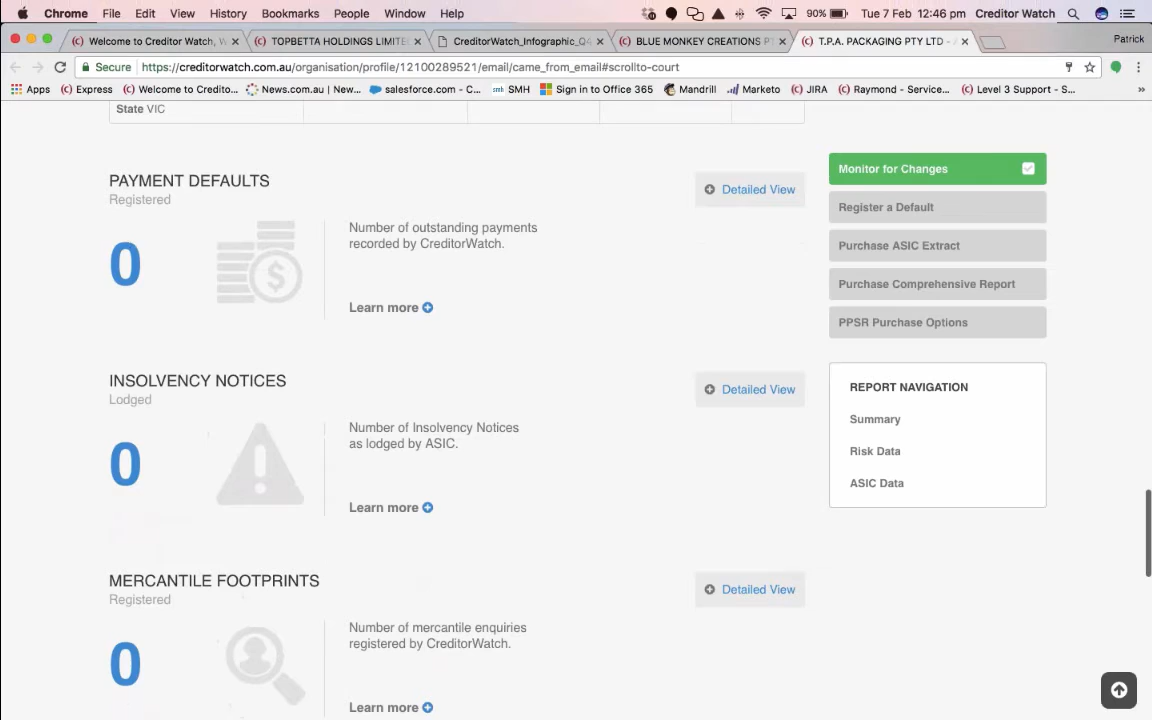 Chrome File Edit View History Bookmarks People Window Help 90% Tue 7 Feb 12:46 pm Creditor Watch
Welcome to Creditor Watch, TOPBETTA HOLDINGS LIMITE CreditorWatch_Infographic_Q4 BLUE MONKEY CREATIONS PT T.P.A. PACKAGING PTY LTD - Patrick
Secure https://creditorwatch.com.au/organisation/profile/12100289521/email/came_from_email#scrollto-court
Apps Express Welcome to Credito... News.com.au | New... salesforce.com - C... smh SMH Sign in to Office 365 Mandrill Marketo JIRA Raymond - Service... Level 3 Support - S... »
State VIC
PAYMENT DEFAULTS
Registered
Detailed View
0
Number of outstanding payments
recorded by CreditorWatch.
Learn more
INSOLVENCY NOTICES
Lodged
Detailed View
0
Number of Insolvency Notices
as lodged by ASIC.
Learn more
MERCANTILE FOOTPRINTS
Registered
Detailed View
0
Number of mercantile enquiries
registered by CreditorWatch.
Learn more
Monitor for Changes
Register a Default
Purchase ASIC Extract
Purchase Comprehensive Report
PPSR Purchase Options
REPORT NAVIGATION
Summary
Risk Data
ASIC Data